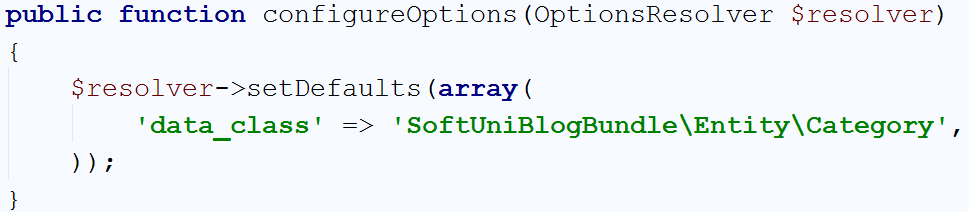 public function configureOptions(OptionsResolver $resolver)
{
    $resolver->setDefaults(array(
        'data_class' => 'SoftUniBlogBundle\Entity\Category',
    ));
}